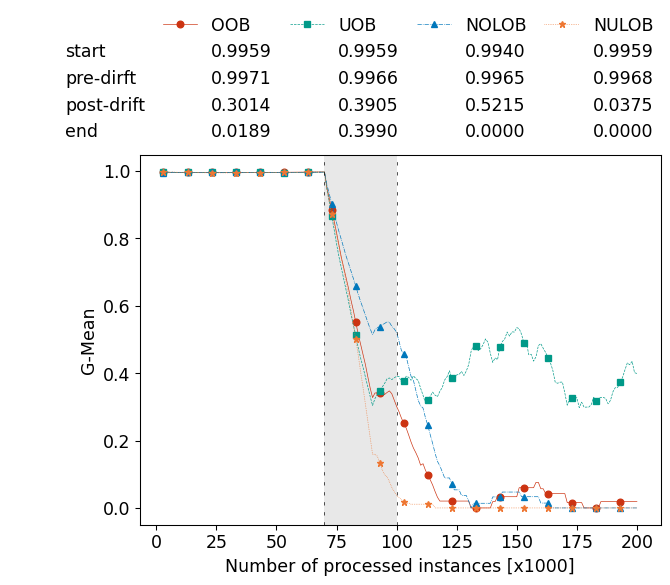 OOB UOB NOLOB NULOB
start 0.9959 0.9959 0.9940 0.9959
pre-dirft 0.9971 0.9966 0.9965 0.9968
post-drift 0.3014 0.3905 0.5215 0.0375
end 0.0189 0.3990 0.0000 0.0000
1.0
0.8
0.6
0.4
0.2
0.0
G-Mean
0 25 50 75 100 125 150 175 200
Number of processed instances [x1000]